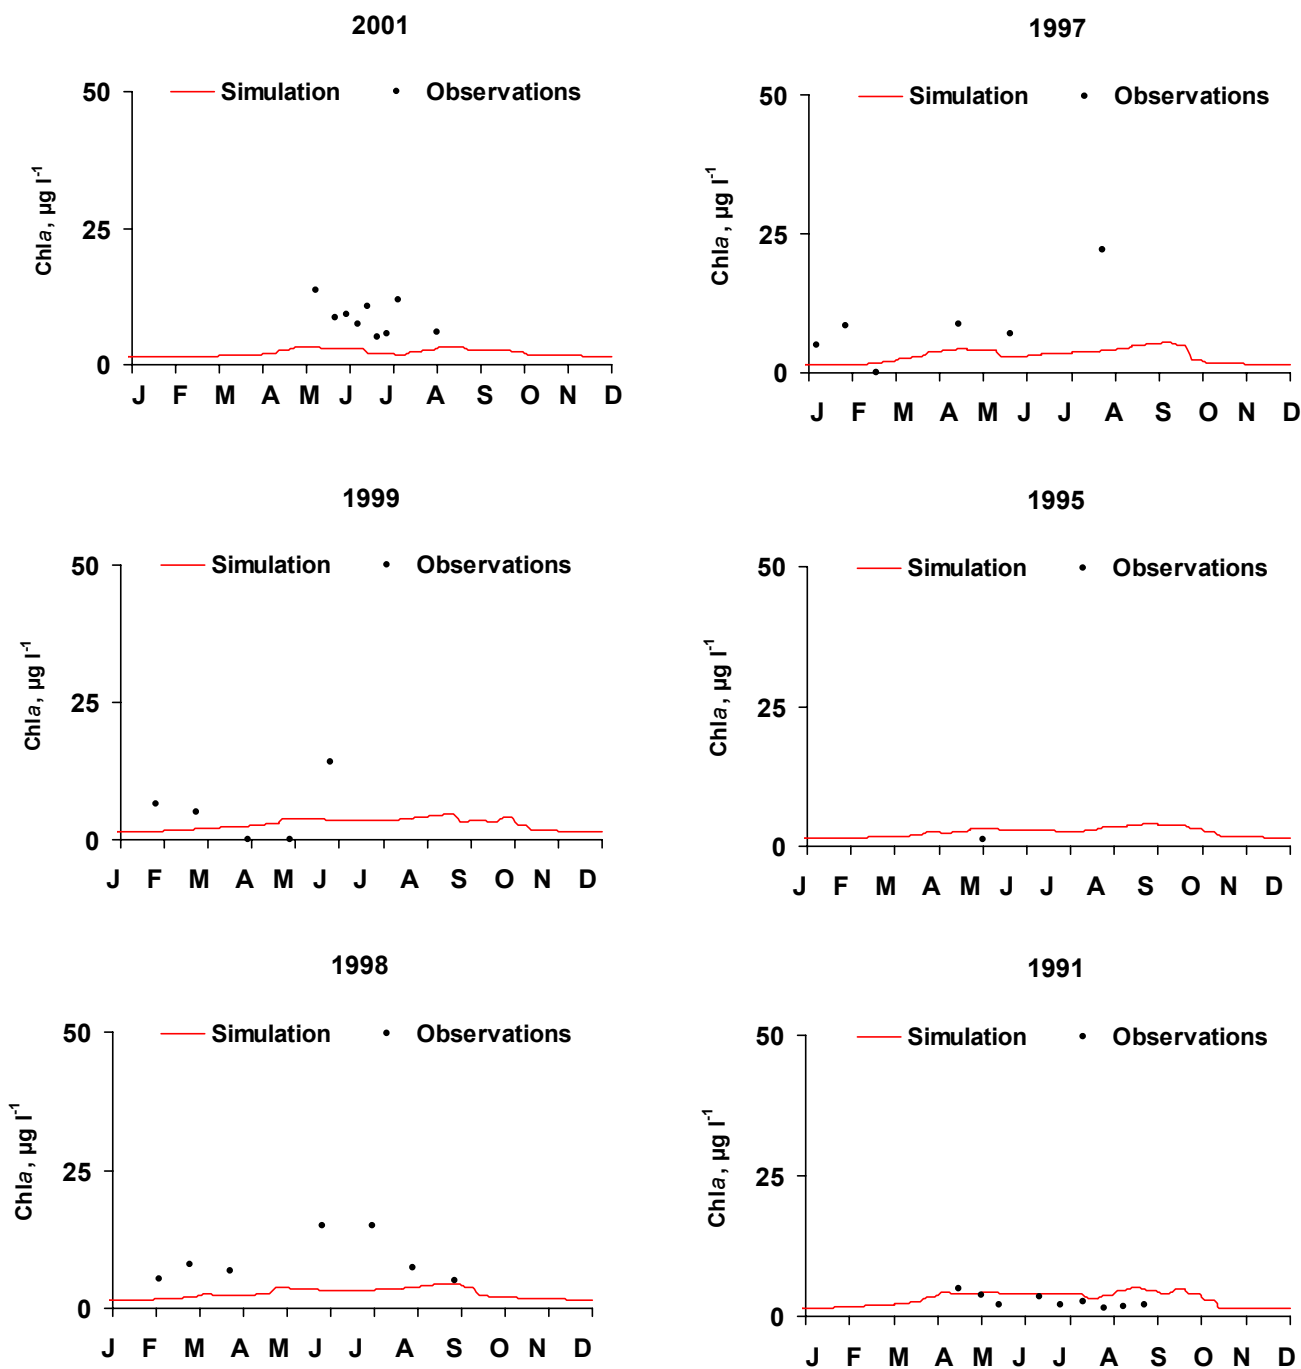 2001
50
Simulation
Observations
25
0
Chla, µg l-1
J F M A M J J A S O N D
1997
50
Simulation
Observations
25
0
Chla, µg l-1
J F M A M J J A S O N D
1999
50
Simulation
Observations
25
0
Chla, µg l-1
J F M A M J J A S O N D
1995
50
Simulation
Observations
25
0
Chla, µg l-1
J F M A M J J A S O N D
1998
50
Simulation
Observations
25
0
Chla, µg l-1
J F M A M J J A S O N D
1991
50
Simulation
Observations
25
0
Chla, µg l-1
J F M A M J J A S O N D